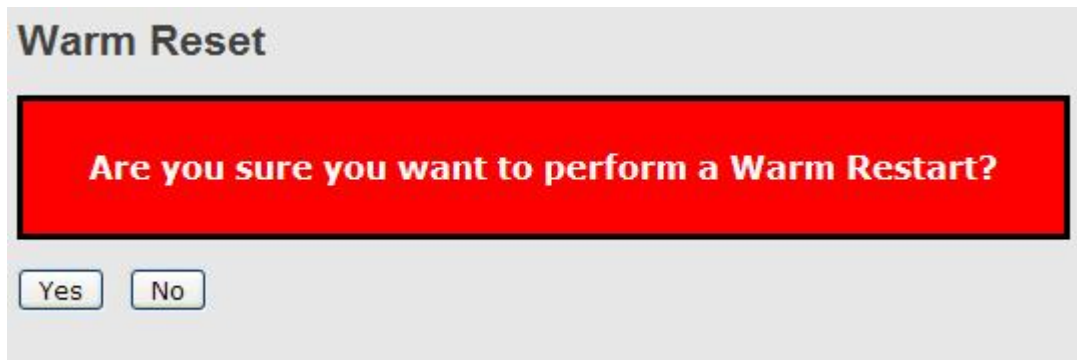 Warm Reset
Are you sure you want to perform a Warm Restart?
Yes No